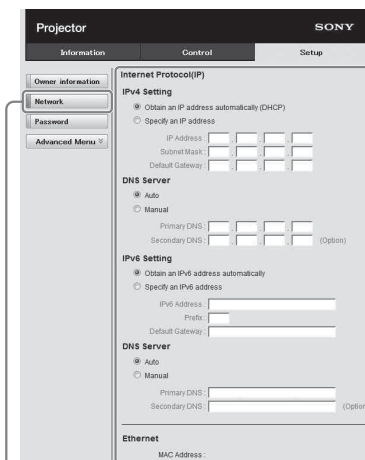 Projector
SONY
Information Control Setup
Owner information
Network
Password
Advanced Menu
Internet Protocol(IP)
IPv4 Setting
Obtain an IP address automatically (DHCP)
Specify an IP address
IP Address :
Subnet Mask :
Default Gateway :
DNS Server
Auto
Manual
Primary DNS :
Secondary DNS : (Option)
IPv6 Setting
Obtain an IPv6 address automatically
Specify an IPv6 address
IPv6 Address :
Prefix :
Default Gateway :
DNS Server
Auto
Manual
Primary DNS :
Secondary DNS : (Option
Ethernet
MAC Address :